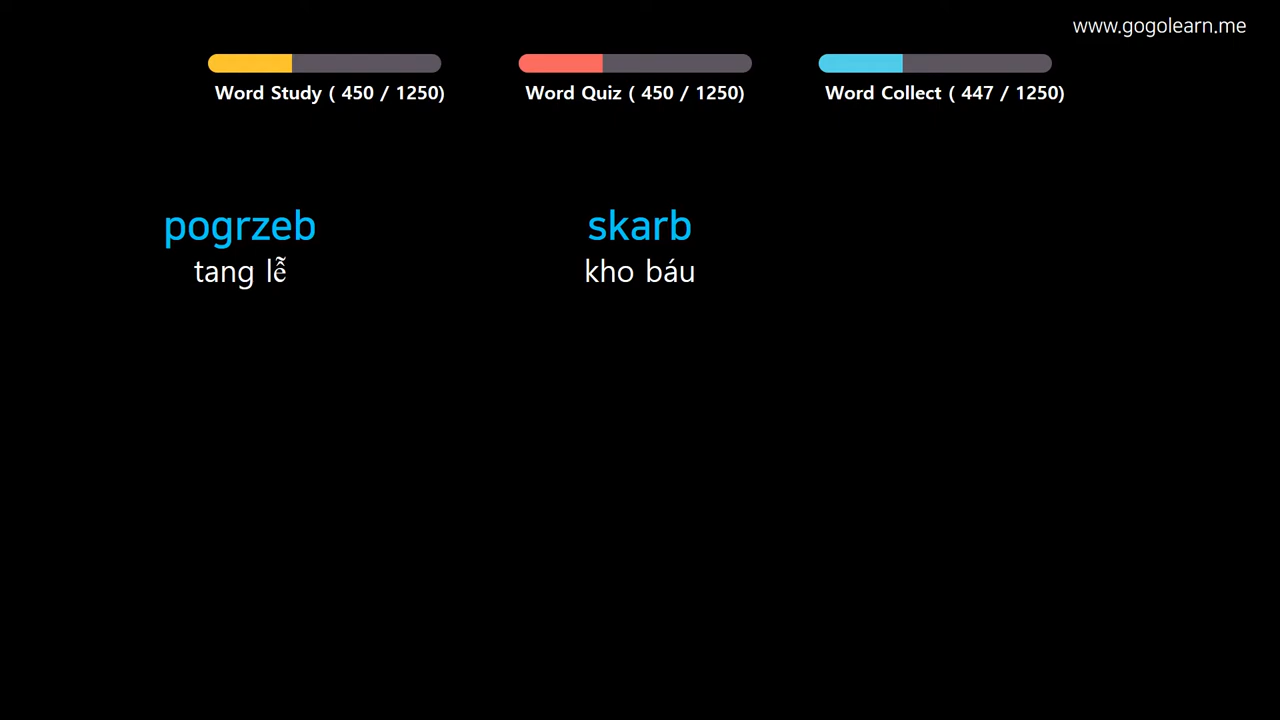 www.gogolearn.me
Word Study ( 450 / 1250)
Word Quiz ( 450 / 1250)
Word Collect ( 447 / 1250)
pogrzeb
tang lễ
skarb
kho báu